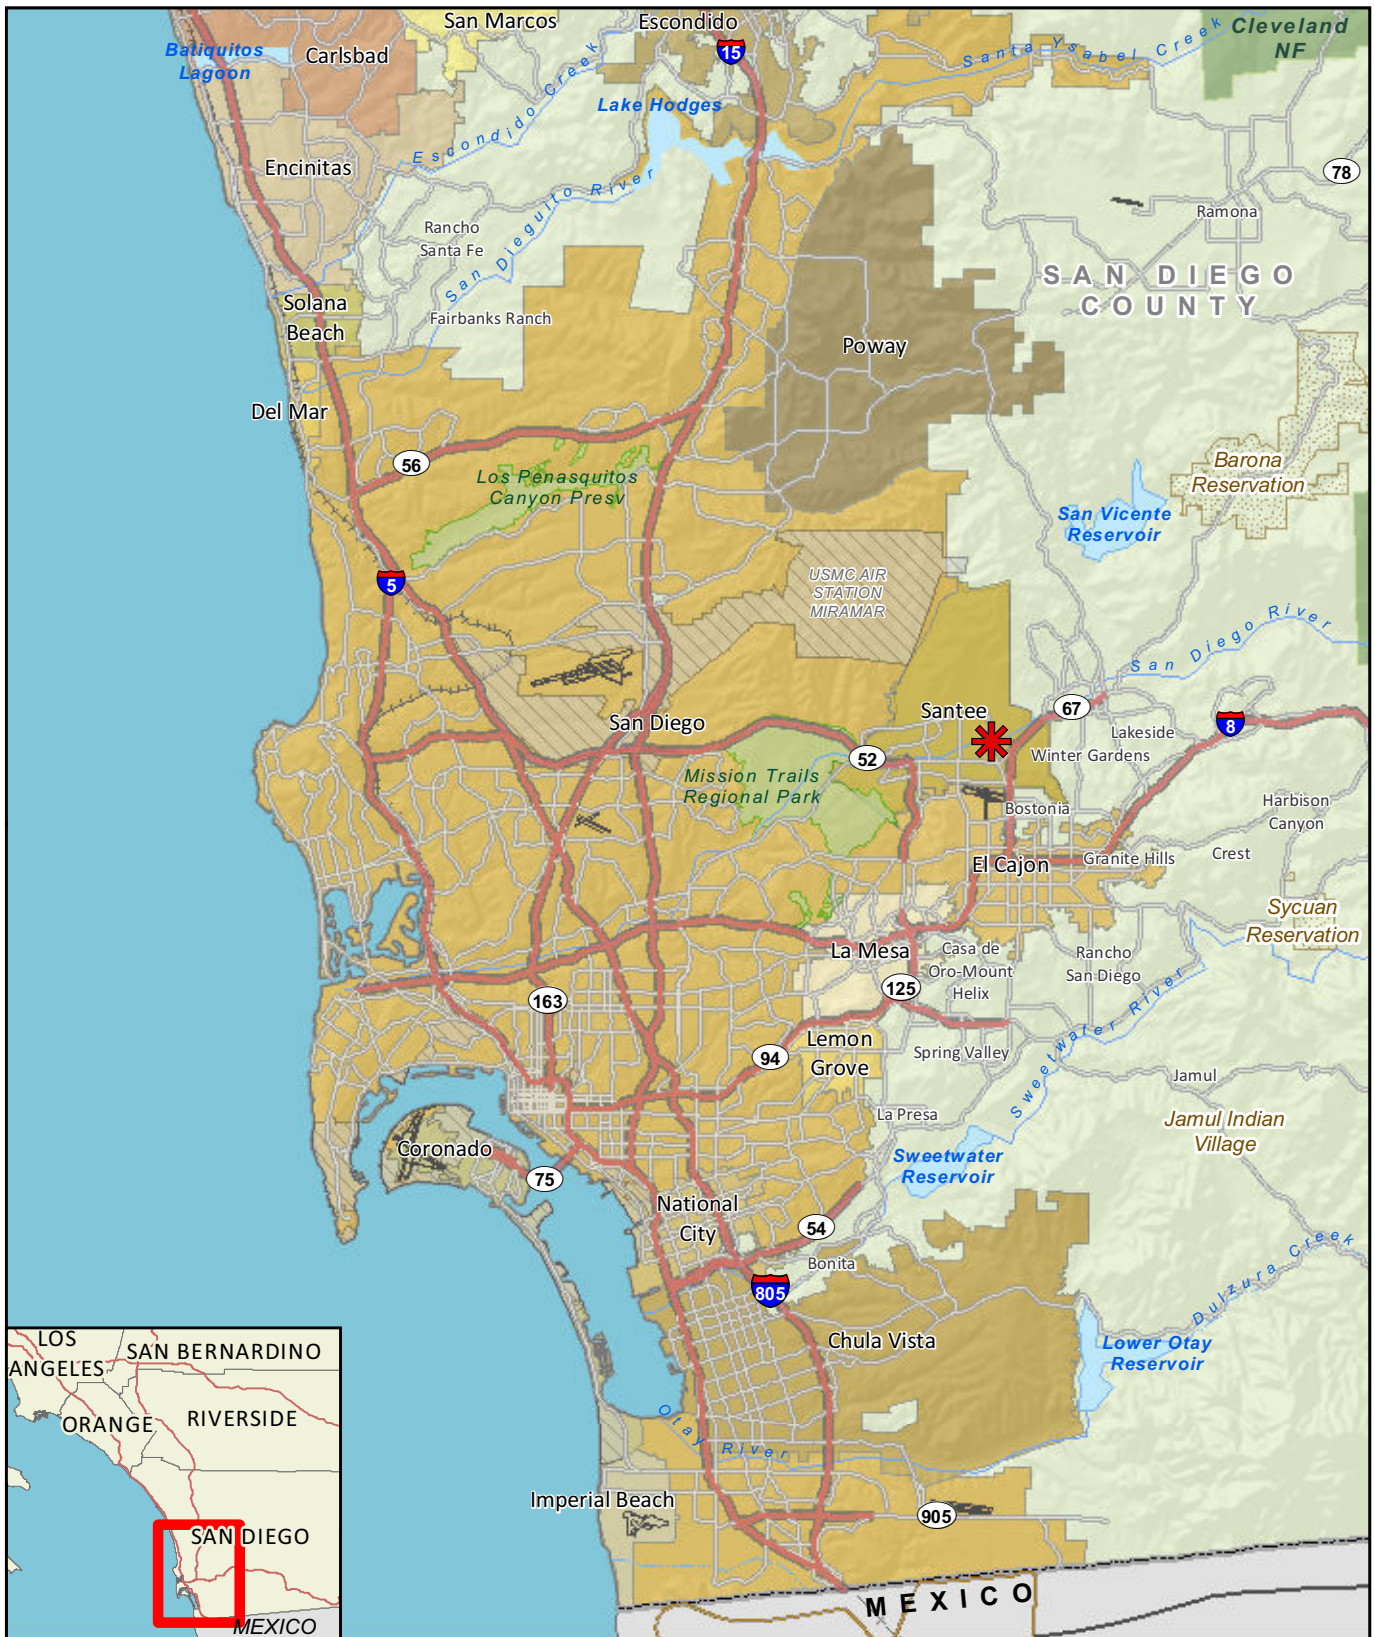 San Marcos
Escondido
Cleveland
NF
Batiquitos
Lagoon
Carlsbad
15
Santa Ysabel Creek
Escondido Creek
Lake Hodges
Encinitas
San Dieguito River
78
Rancho
Santa Fe
Ramona
SAN DIEGO
COUNTY
Solana
Beach
Fairbanks Ranch
Poway
Del Mar
56
Los Penasquitos
Canyon Presv
Barona
Reservation
San Vicente
Reservoir
5
USMC AIR
STATION
MIRAMAR
San Diego River
San Diego
Santee
67
8
Lakeside
Winter Gardens
52
Mission Trails
Regional Park
Bostonia
Harbison
Canyon
El Cajon
Granite Hills
Crest
Sycuan
Reservation
La Mesa
Casa de
Oro-Mount
Helix
Rancho
San Diego
125
163
Sweetwater River
Lemon
Grove
94
Spring Valley
Jamul
La Presa
Jamul Indian
Village
Coronado
75
Sweetwater
Reservoir
National
City
54
Bonita
Dulzura Creek
805
Chula Vista
Lower Otay
Reservoir
Otay River
Imperial Beach
905
MEXICO
LOS
ANGELES
SAN BERNARDINO
ORANGE
RIVERSIDE
SAN DIEGO
MEXICO